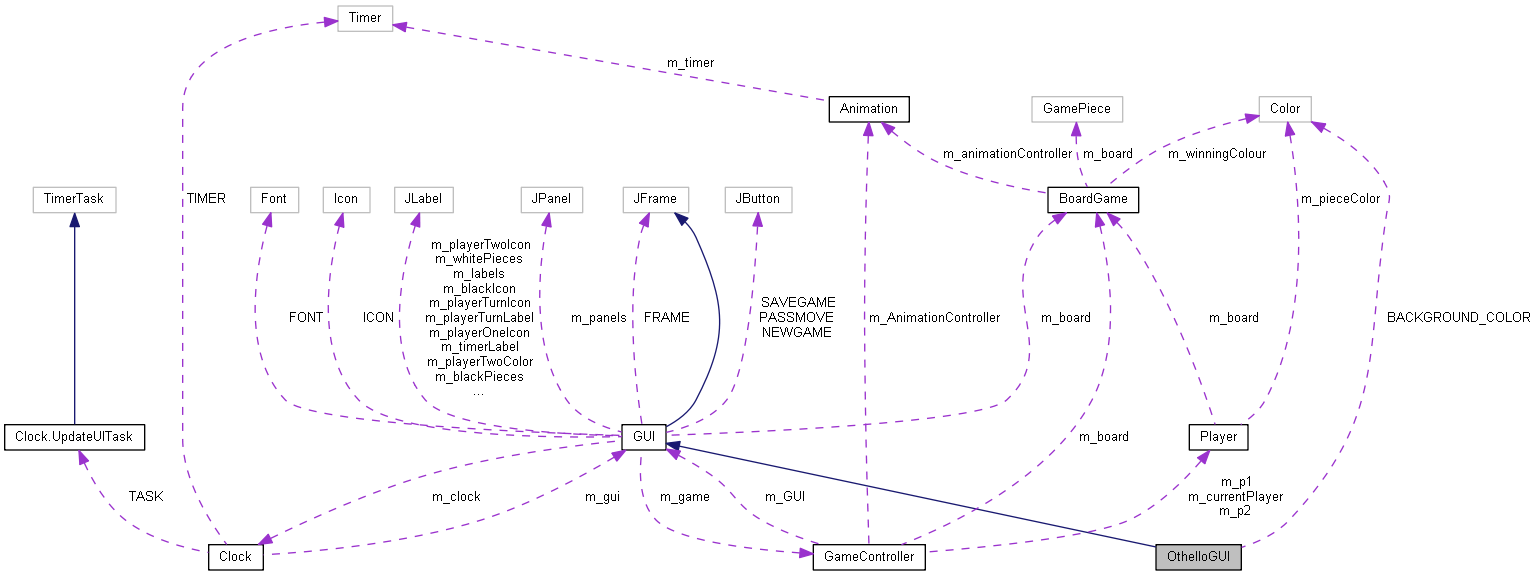 Timer
m_timer
Animation
GamePiece
Color
m_animationController
m_board
m_winningColour
TimerTask
TIMER
Font
Icon
JLabel
JPanel
JFrame
JButton
BoardGame
m_pieceColor
m_playerTwoIcon
m_whitePieces
m_labels
m_blackIcon
m_playerTurnIcon
m_playerTurnLabel
m_playerOneIcon
m_timerLabel
m_playerTwoColor
m_blackPieces
...
FONT
ICON
m_panels
FRAME
SAVEGAME
PASSMOVE
NEWGAME
m_AnimationController
m_board
m_board
BACKGROUND_COLOR
Clock.UpdateUITask
GUI
m_board
Player
TASK
m_clock
m_gui
m_game
m_GUI
m_p1
m_currentPlayer
m_p2
Clock
GameController
OthelloGUI